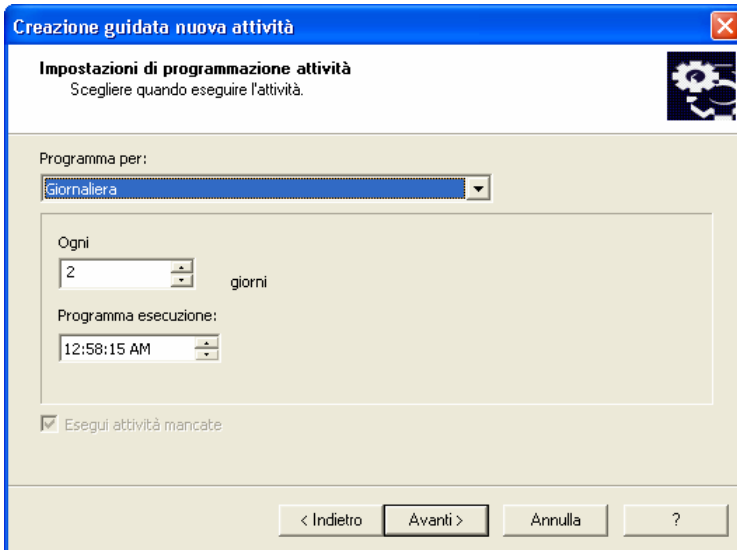 Creazione guidata nuova attività
Impostazioni di programmazione attività
Scegliere quando eseguire l'attività.
Programma per:
Giornaliera
Ogni
2
giorni
Programma esecuzione:
12:58:15 AM
Esegui attività mancate
< Indietro
Avanti >
Annulla
?